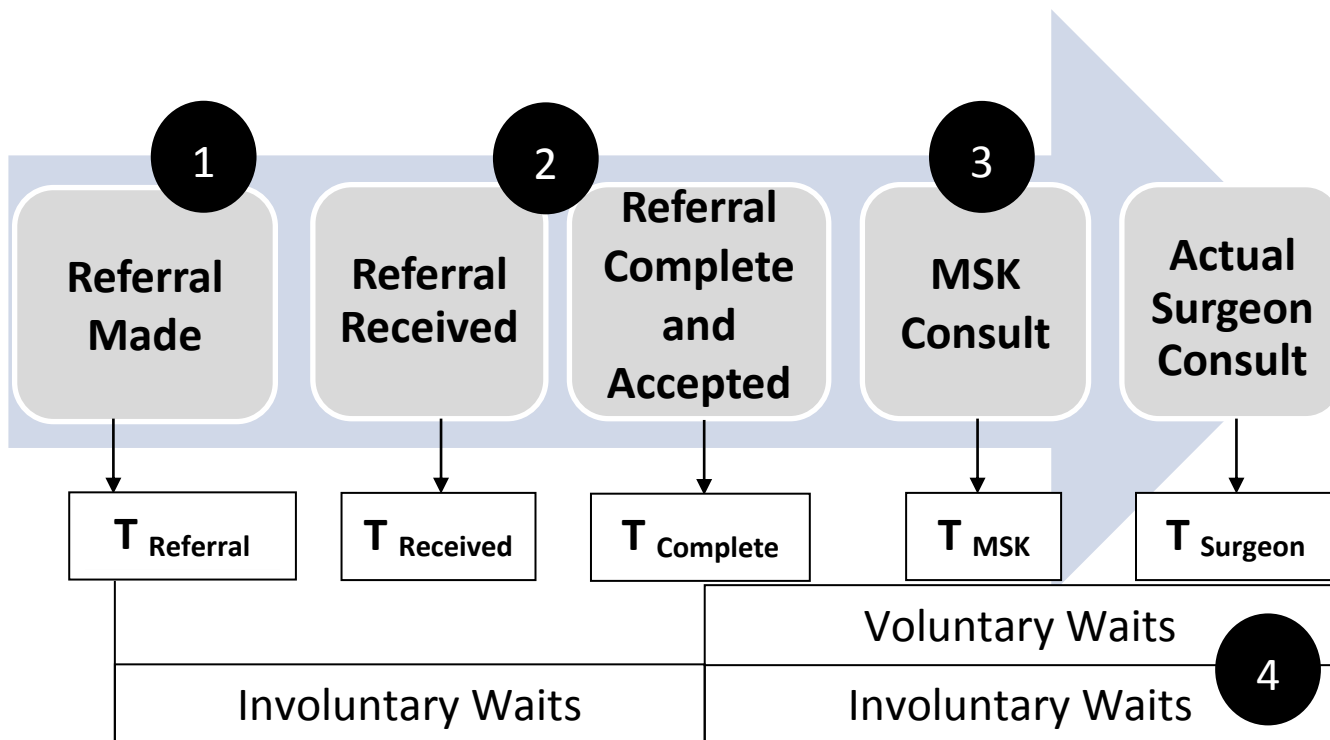 1
2
3
4
Referral
Made
Referral
Received
Referral
Complete
and
Accepted
MSK
Consult
Actual
Surgeon
Consult
T Referral
T Received
T Complete
T MSK
T Surgeon
Voluntary Waits
Involuntary Waits
Involuntary Waits